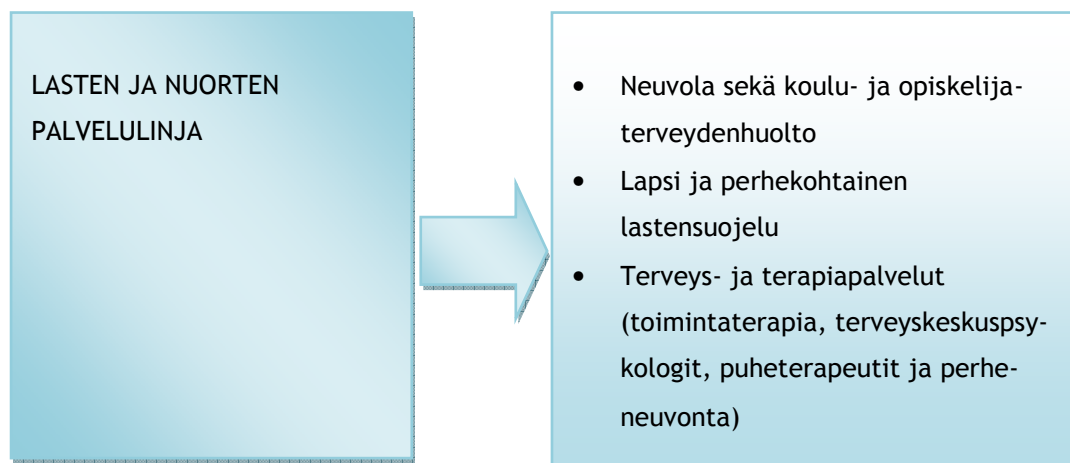 LASTEN JA NUORTEN
PALVELULINJA
• Neuvola sekä koulu- ja opiskelija-
terveydenhuolto
• Lapsi ja perhekohtainen
lastensuojelu
• Terveys- ja terapiapalvelut
(toimintaterapia, terveyskeskuspsy-
kologit, puheterapeutit ja perhe-
neuvonta)